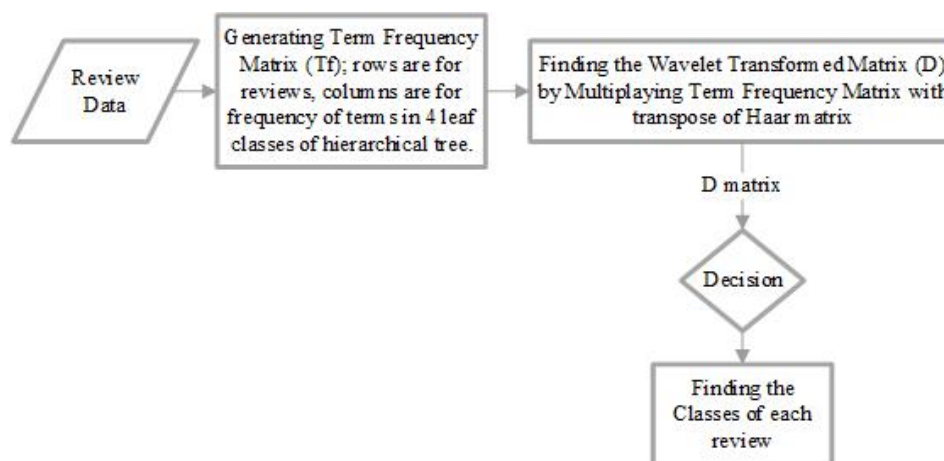 Review
Data
Generating Term Frequency
Matrix (Tf); rows are for
reviews, columns are for
frequency of terms in 4 leaf
classes of hierarchical tree.
Finding the Wavelet Transformed Matrix (D)
by Multiplaying Term Frequency Matrix with
transpose of Haar matrix
D matrix
Decision
Finding the
Classes of each
review